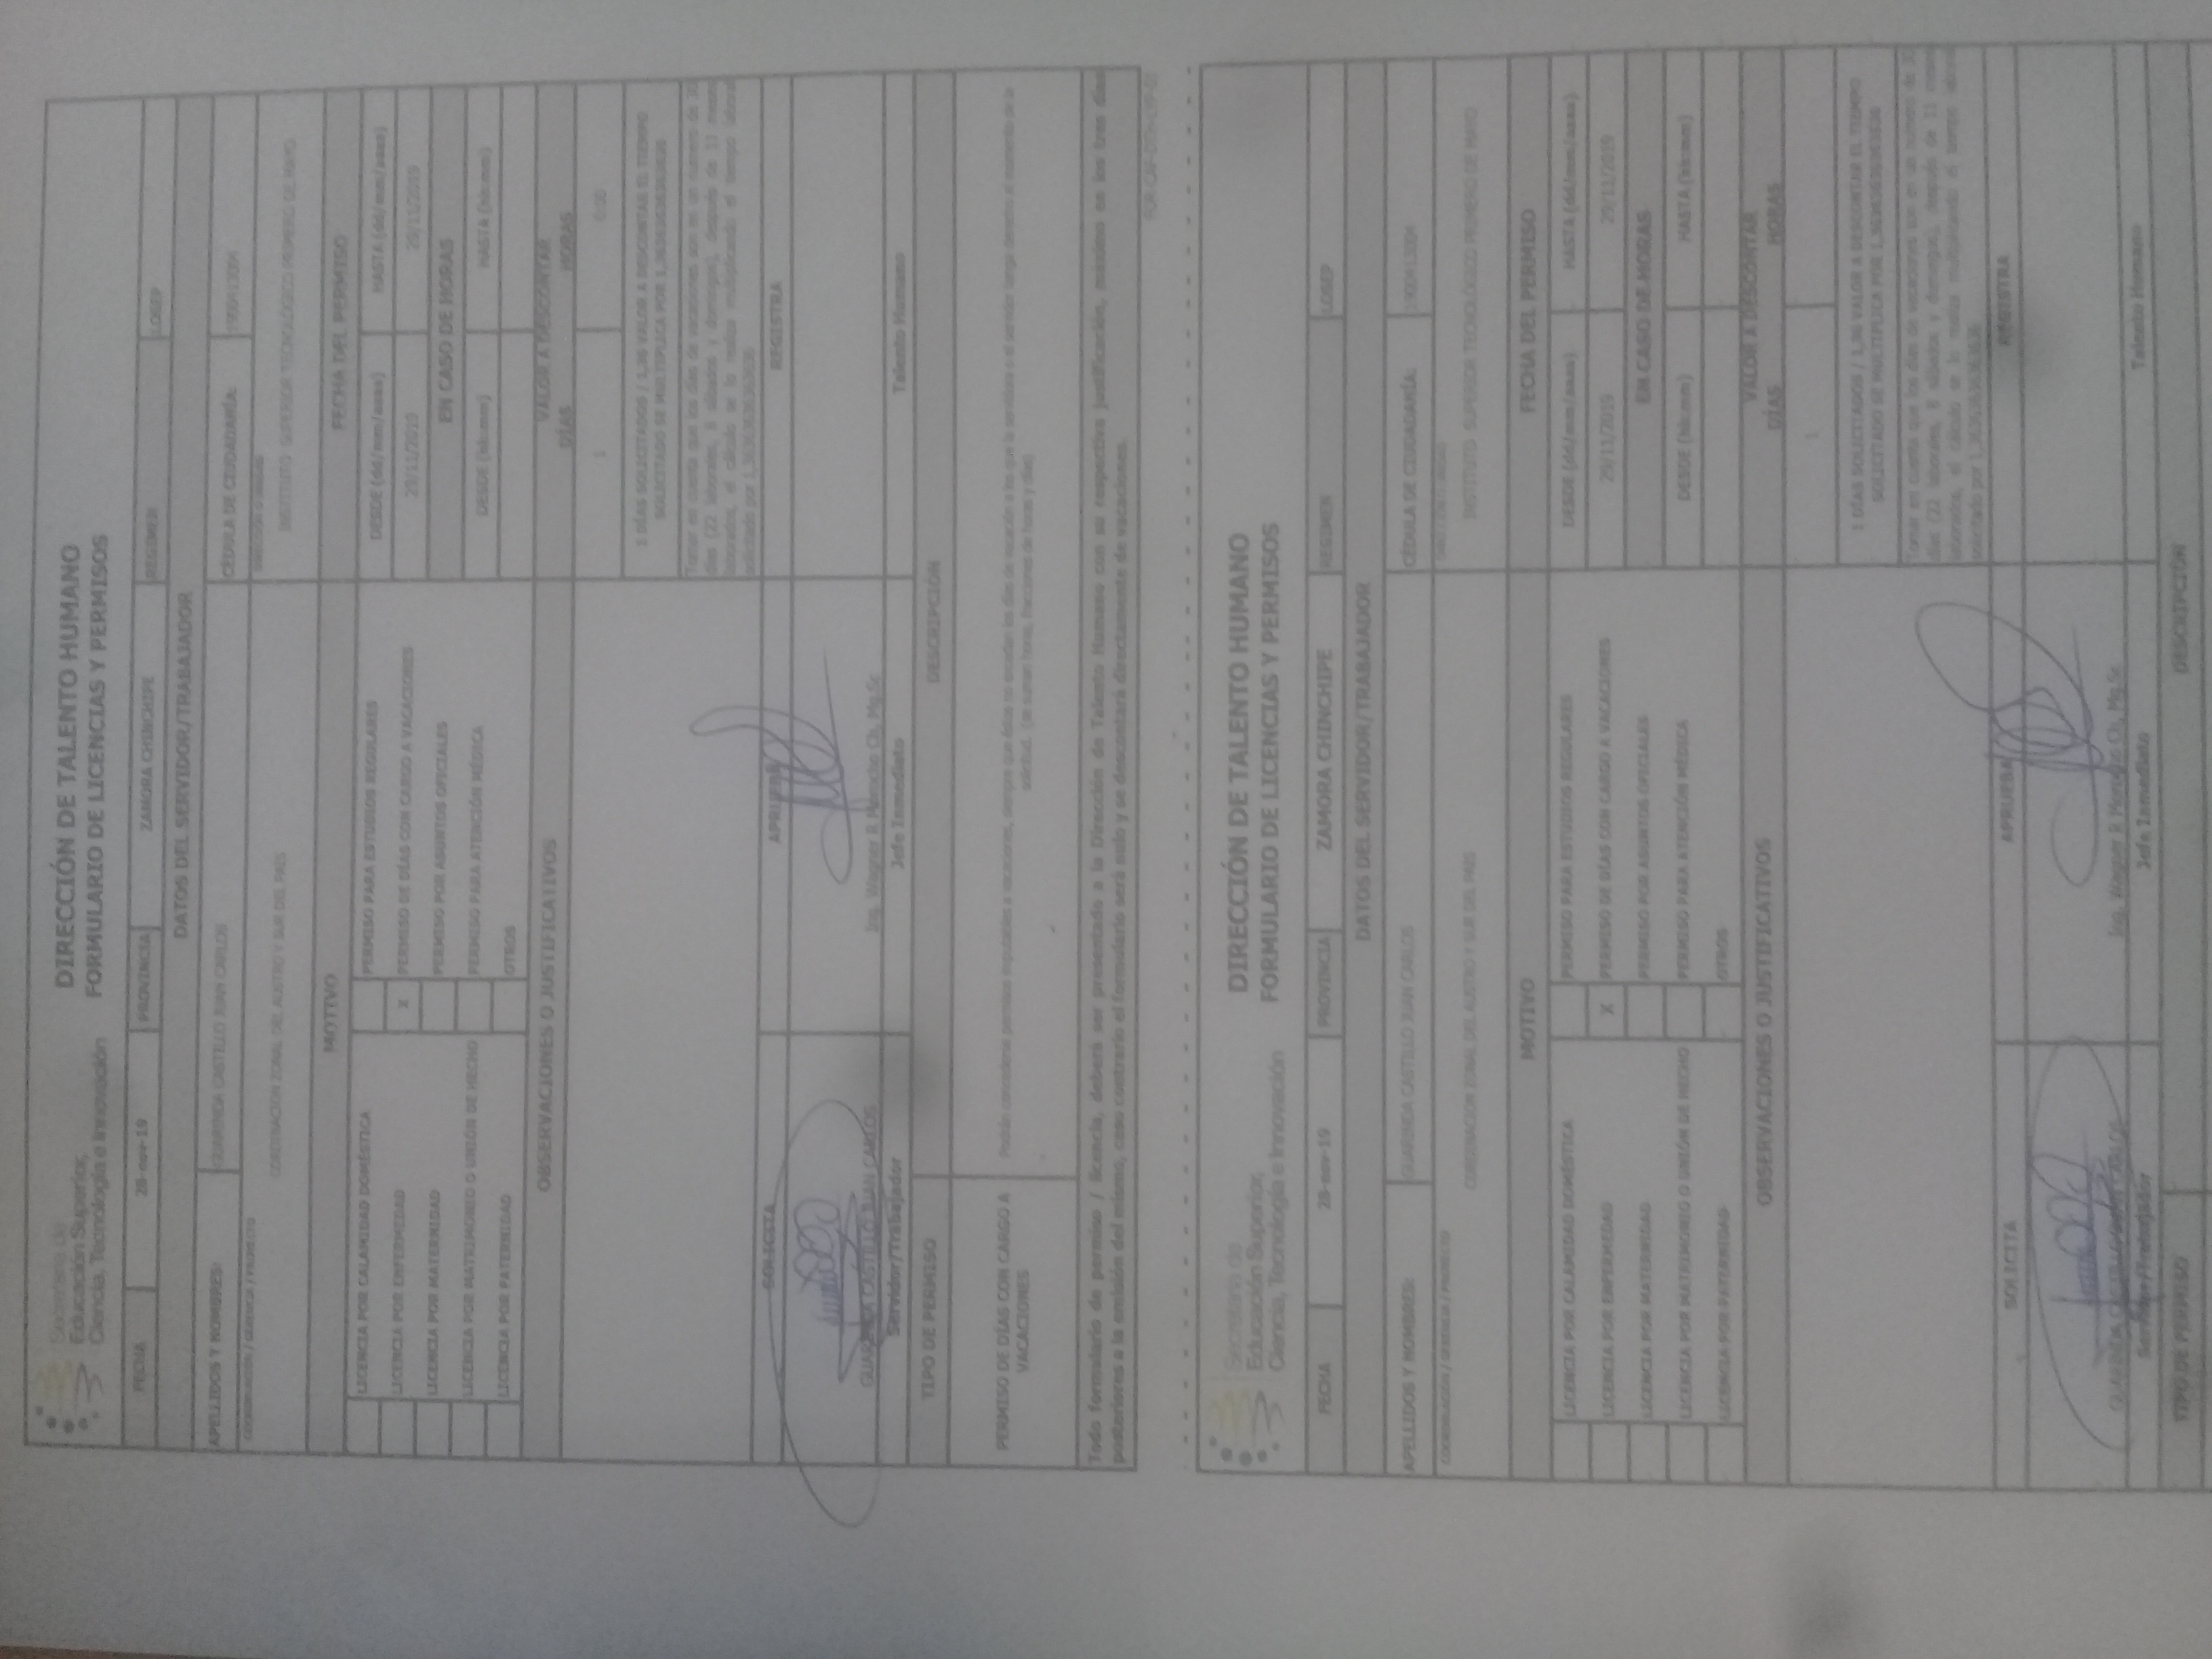 Secretaría de
Educación Superior,
Ciencia, Tecnología e Innovación
DIRECCIÓN DE TALENTO HUMANO
FORMULARIO DE LICENCIAS Y PERMISOS
FECHA 28-nov-19 PROVINCIA ZAMORA CHINCHIPE REGIMEN LOSEP
DATOS DEL SERVIDOR/TRABAJADOR
APELLIDOS Y NOMBRES: GUARINDA CASTILLO JUAN CARLOS CÉDULA DE CIUDADANÍA: 1900413004
COORDINACIÓN / GERENCIA / PROYECTO
CORDINACION ZONAL DEL AUSTRO Y SUR DEL PAIS INSTITUTO SUPERIOR TECNOLÓGICO PRIMERO DE MAYO
MOTIVO FECHA DEL PERMISO
LICENCIA POR CALAMIDAD DOMÉSTICA PERMISO PARA ESTUDIOS REGULARES DESDE (dd/mm/aaaa) HASTA (dd/mm/aaaa)
LICENCIA POR ENFERMEDAD X PERMISO DE DÍAS CON CARGO A VACACIONES 29/11/2019 29/11/2019
LICENCIA POR MATERNIDAD PERMISO POR ASUNTOS OFICIALES EN CASO DE HORAS
LICENCIA POR MATRIMONIO O UNIÓN DE HECHO PERMISO PARA ATENCIÓN MÉDICA DESDE (hh:mm) HASTA (hh:mm)
LICENCIA POR PATERNIDAD OTROS
OBSERVACIONES O JUSTIFICATIVOS VALOR A DESCONTAR
DÍAS HORAS
1 0:00
1 DÍAS SOLICITADOS / 1,36 VALOR A DESCONTAR EL TIEMPO
SOLICITADO SE MULTIPLICA POR 1,36363636363636
Tomar en cuenta que los días de vacaciones son en un número de 30
días (22 laborales, 8 sábados y domingos), después de 11 meses
laborados, el cálculo se lo realiza multiplicando el tiempo laboral
solicitado por 1,36363636363636
SOLICITA APRUEBA REGISTRA
GUARINDA CASTILLO JUAN CARLOS Ing. Wagner R Morocho Ch, Mg.Sc
Servidor/Trabajador Jefe Inmediato Talento Humano
TIPO DE PERMISO DESCRIPCIÓN
PERMISO DE DÍAS CON CARGO A
VACACIONES
Podrán concederse permisos imputables a vacaciones, siempre que éstos no excedan los días de vacación a los que la servidora o el servidor tenga derecho al momento de la
solicitud. (se suman horas, fracciones de horas y días)
Todo formulario de permiso / licencia, deberá ser presentado a la Dirección de Talento Humano con su respectiva justificación, máximo en los tres días
posteriores a la emisión del mismo, caso contrario el formulario será nulo y se descontará directamente de vacaciones.
Secretaría de
Educación Superior,
Ciencia, Tecnología e Innovación
DIRECCIÓN DE TALENTO HUMANO
FORMULARIO DE LICENCIAS Y PERMISOS
FECHA 28-nov-19 PROVINCIA ZAMORA CHINCHIPE REGIMEN LOSEP
DATOS DEL SERVIDOR/TRABAJADOR
APELLIDOS Y NOMBRES: GUARINDA CASTILLO JUAN CARLOS CÉDULA DE CIUDADANÍA: 1900413004
COORDINACIÓN / GERENCIA / PROYECTO
CORDINACION ZONAL DEL AUSTRO Y SUR DEL PAIS INSTITUTO SUPERIOR TECNOLÓGICO PRIMERO DE MAYO
MOTIVO FECHA DEL PERMISO
LICENCIA POR CALAMIDAD DOMÉSTICA PERMISO PARA ESTUDIOS REGULARES DESDE (dd/mm/aaaa) HASTA (dd/mm/aaaa)
LICENCIA POR ENFERMEDAD X PERMISO DE DÍAS CON CARGO A VACACIONES 29/11/2019 29/11/2019
LICENCIA POR MATERNIDAD PERMISO POR ASUNTOS OFICIALES EN CASO DE HORAS
LICENCIA POR MATRIMONIO O UNIÓN DE HECHO PERMISO PARA ATENCIÓN MÉDICA DESDE (hh:mm) HASTA (hh:mm)
LICENCIA POR PATERNIDAD OTROS
OBSERVACIONES O JUSTIFICATIVOS VALOR A DESCONTAR
DÍAS HORAS
1
1 DÍAS SOLICITADOS / 1,36 VALOR A DESCONTAR EL TIEMPO
SOLICITADO SE MULTIPLICA POR 1,36363636363636
Tomar en cuenta que los días de vacaciones son en un número de 30
días (22 laborales, 8 sábados y domingos), después de 11 meses
laborados, el cálculo se lo realiza multiplicando el tiempo laboral
solicitado por 1,36363636363636
SOLICITA APRUEBA REGISTRA
GUARINDA CASTILLO JUAN CARLOS Ing. Wagner R Morocho Ch, Mg.Sc
Servidor/Trabajador Jefe Inmediato Talento Humano
TIPO DE PERMISO DESCRIPCIÓN